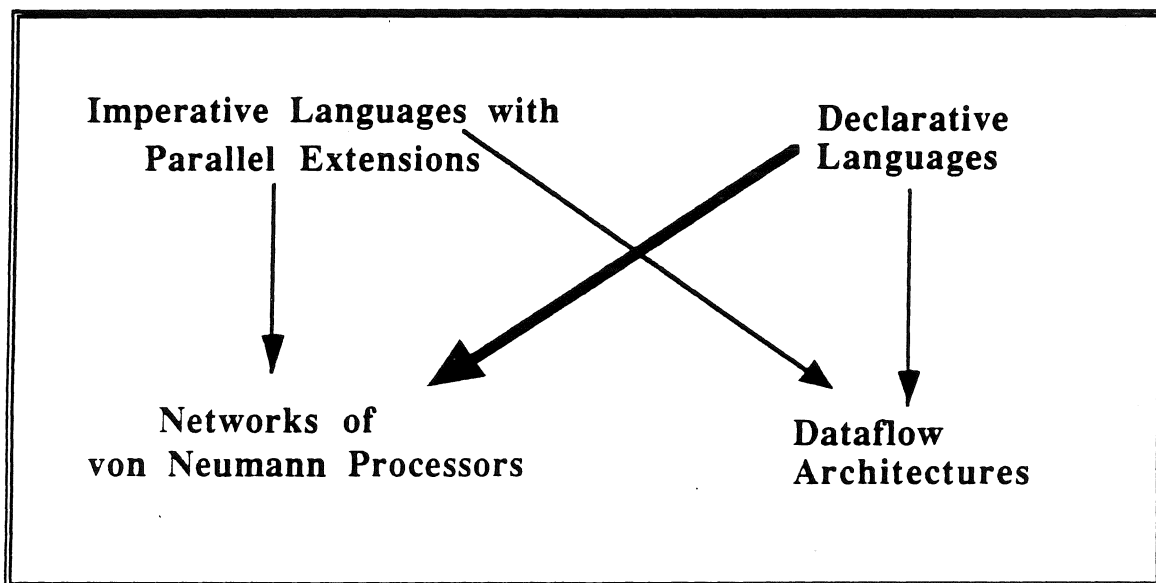 Imperative Languages with
Parallel Extensions
Declarative
Languages
Networks of
von Neumann Processors
Dataflow
Architectures